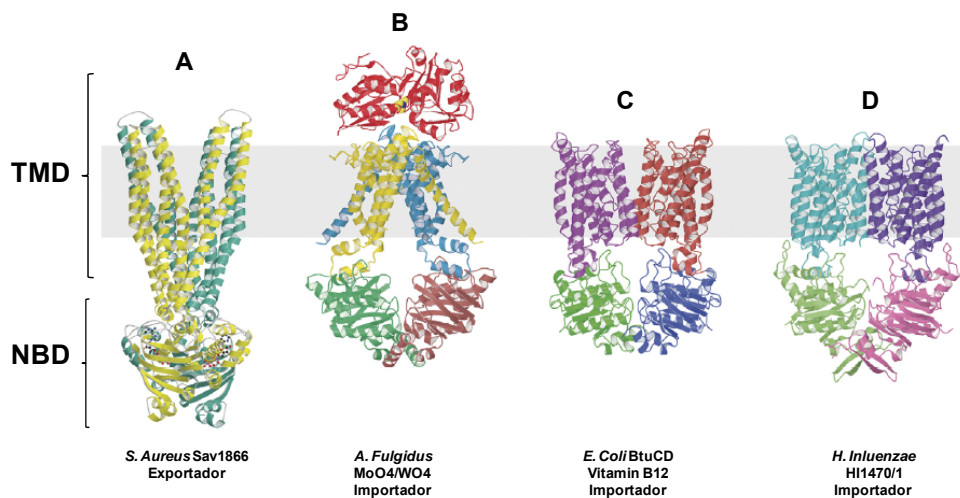 A
B
C
D
TMD
NBD
S. Aureus Sav1866
Exportador
A. Fulgidus
MoO4/WO4
Importador
E. Coli BtuCD
Vitamin B12
Importador
H. Inluenzae
HI1470/1
Importador